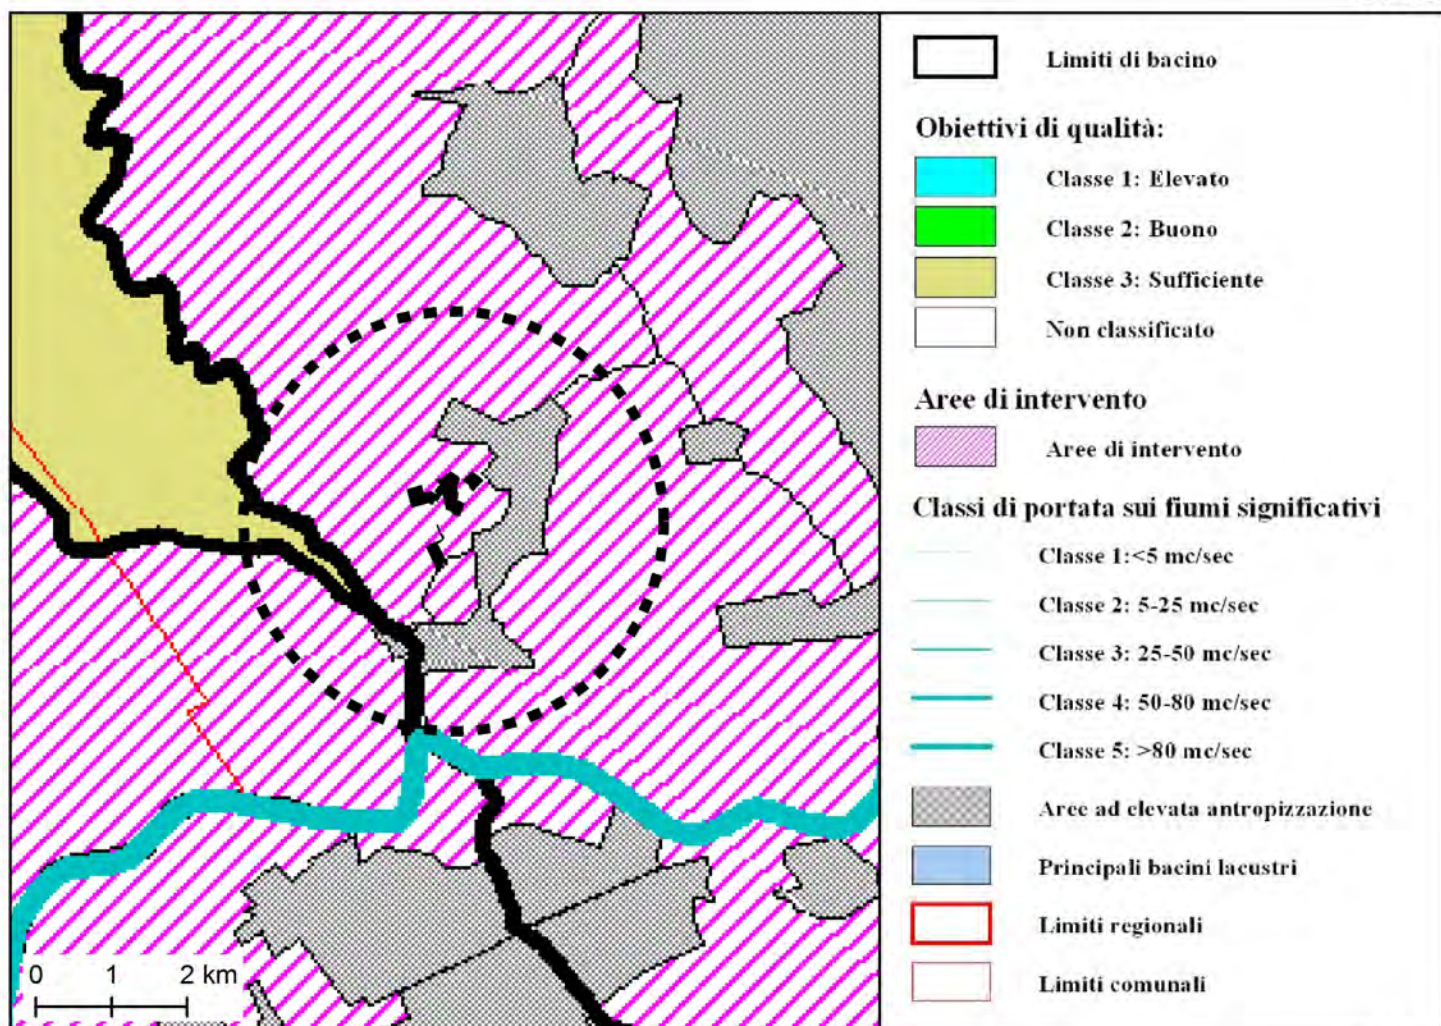 Limiti di bacino
Obiettivi di qualità:
Classe 1: Elevato
Classe 2: Buono
Classe 3: Sufficiente
Non classificato
Aree di intervento
Aree di intervento
Classi di portata sui fiumi significativi
Classe 1:<5 mc/sec
Classe 2: 5-25 mc/sec
Classe 3: 25-50 mc/sec
Classe 4: 50-80 mc/sec
Classe 5: >80 mc/sec
Aree ad elevata antropizzazione
Principali bacini lacustri
Limiti regionali
Limiti comunali
0 1 2 km